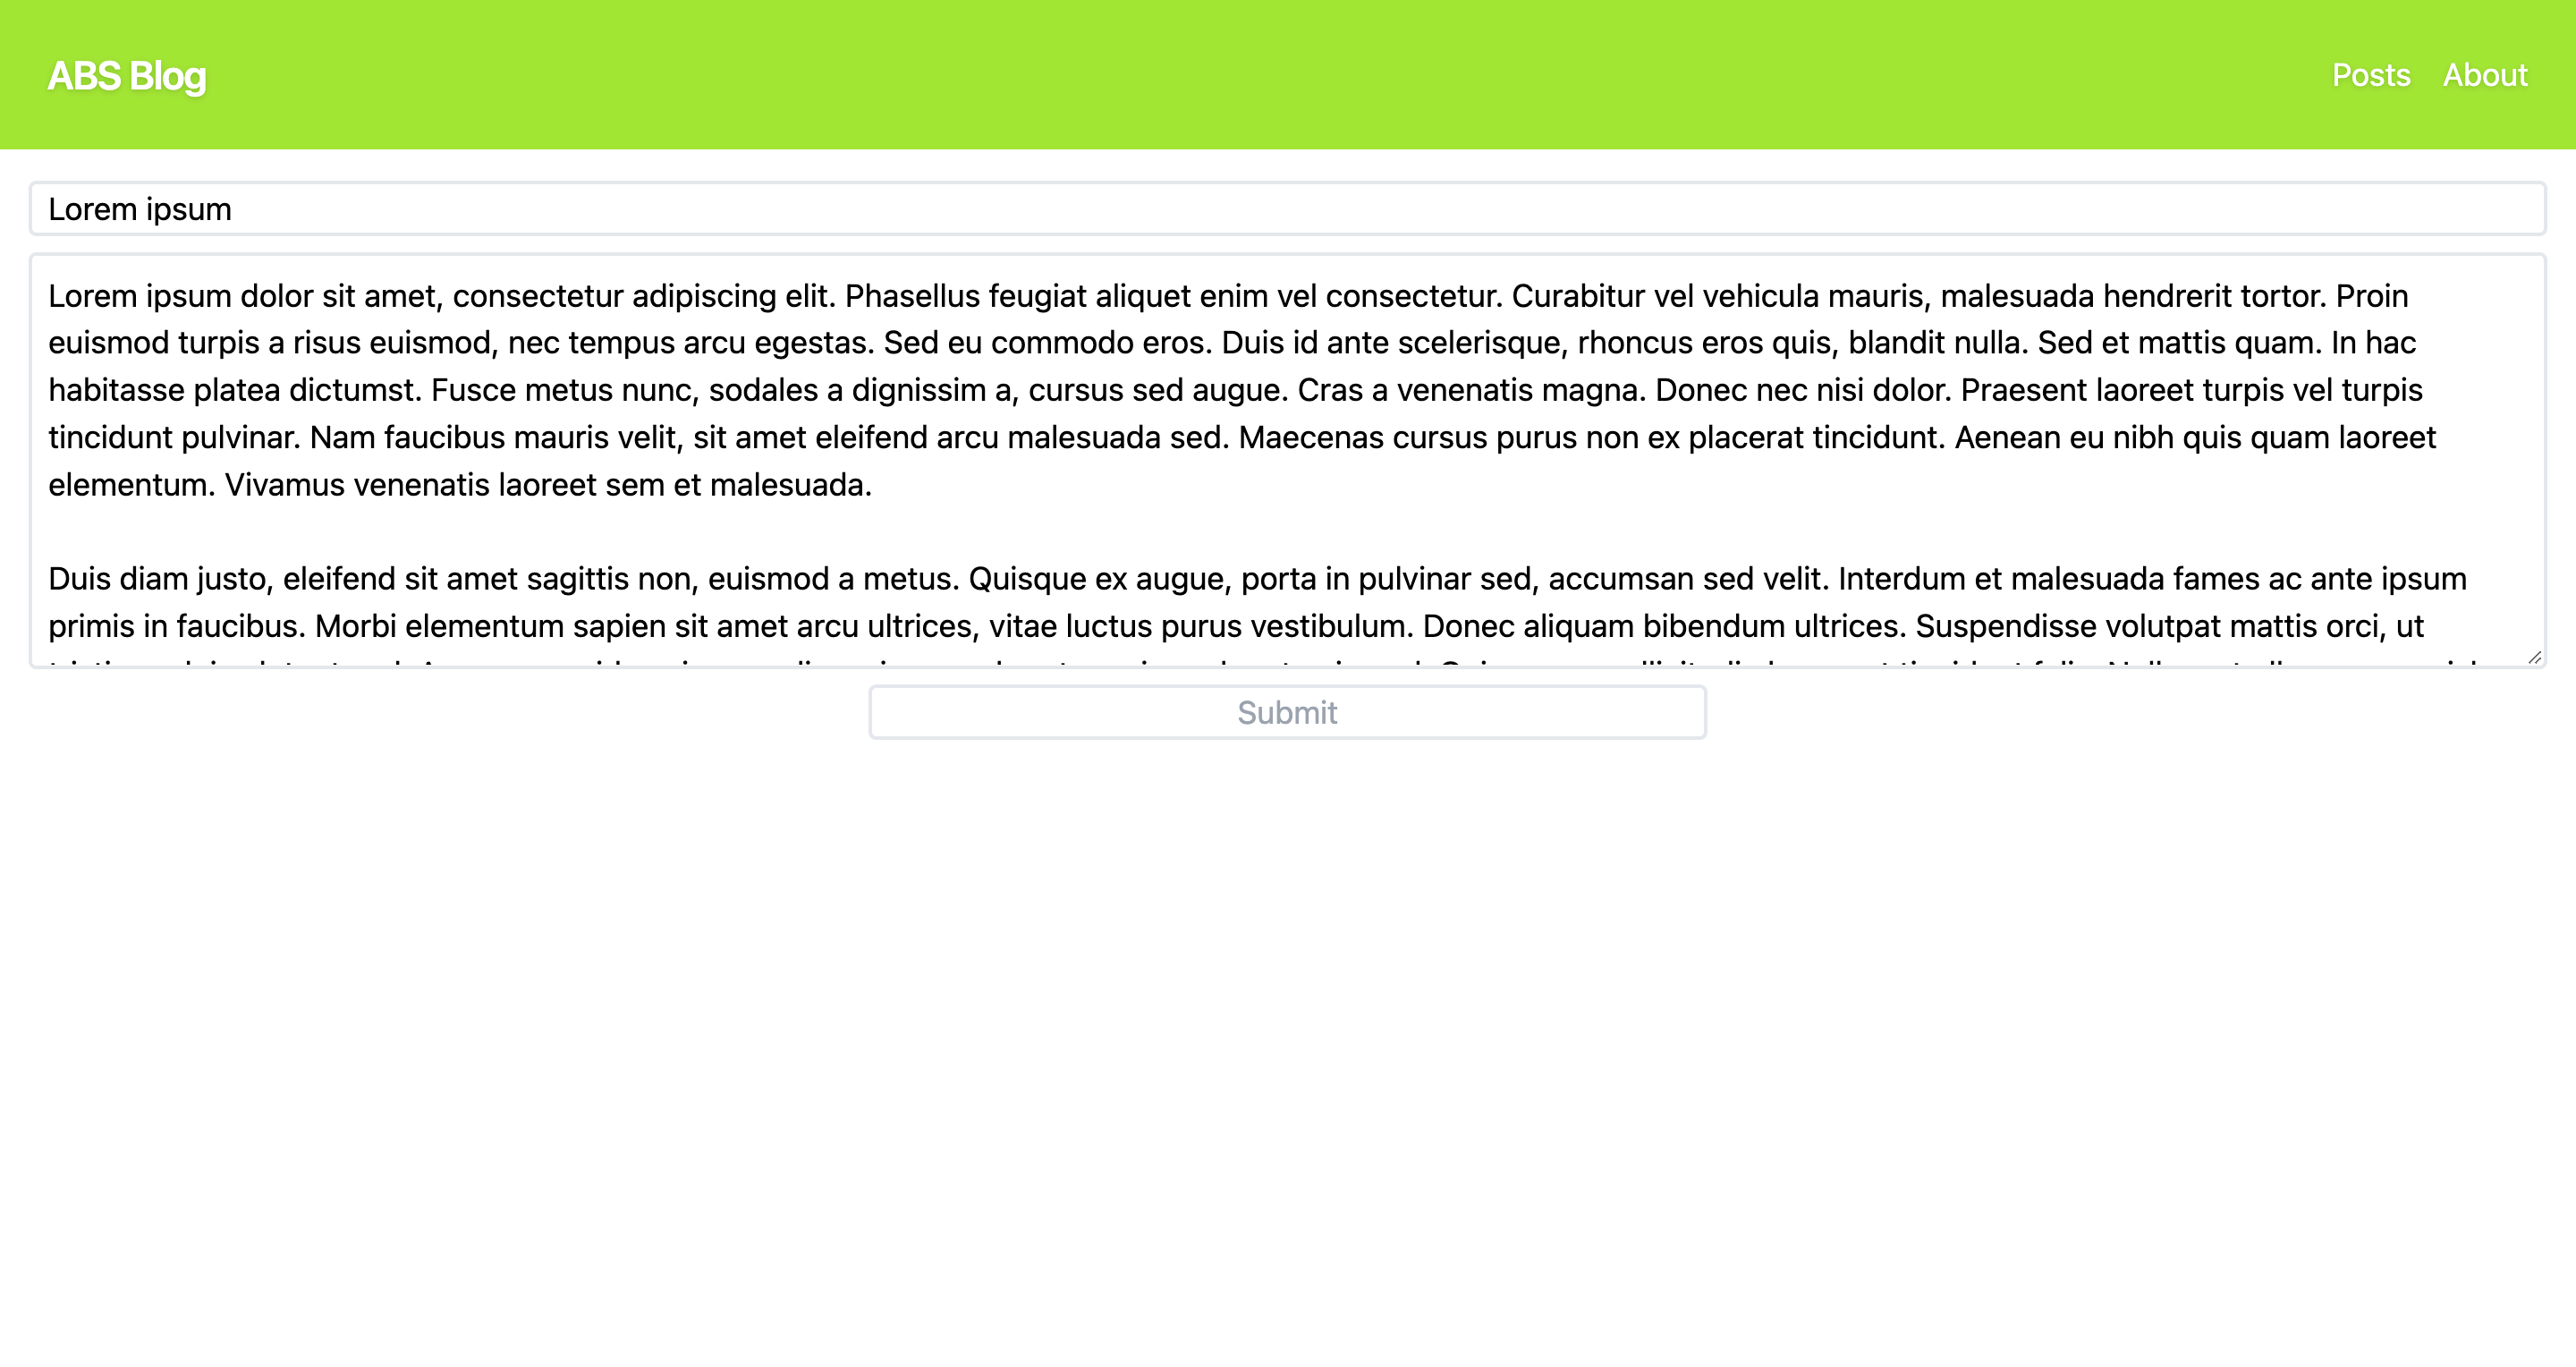 ABS Blog
Posts About
Lorem ipsum
Lorem ipsum dolor sit amet, consectetur adipiscing elit. Phasellus feugiat aliquet enim vel consectetur. Curabitur vel vehicula mauris, malesuada hendrerit tortor. Proin
euismod turpis a risus euismod, nec tempus arcu egestas. Sed eu commodo eros. Duis id ante scelerisque, rhoncus eros quis, blandit nulla. Sed et mattis quam. In hac
habitasse platea dictumst. Fusce metus nunc, sodales a dignissim a, cursus sed augue. Cras a venenatis magna. Donec nec nisi dolor. Praesent laoreet turpis vel turpis
tincidunt pulvinar. Nam faucibus mauris velit, sit amet eleifend arcu malesuada sed. Maecenas cursus purus non ex placerat tincidunt. Aenean eu nibh quis quam laoreet
elementum. Vivamus venenatis laoreet sem et malesuada.
Duis diam justo, eleifend sit amet sagittis non, euismod a metus. Quisque ex augue, porta in pulvinar sed, accumsan sed velit. Interdum et malesuada fames ac ante ipsum
primis in faucibus. Morbi elementum sapien sit amet arcu ultrices, vitae luctus purus vestibulum. Donec aliquam bibendum ultrices. Suspendisse volutpat mattis orci, ut
Submit